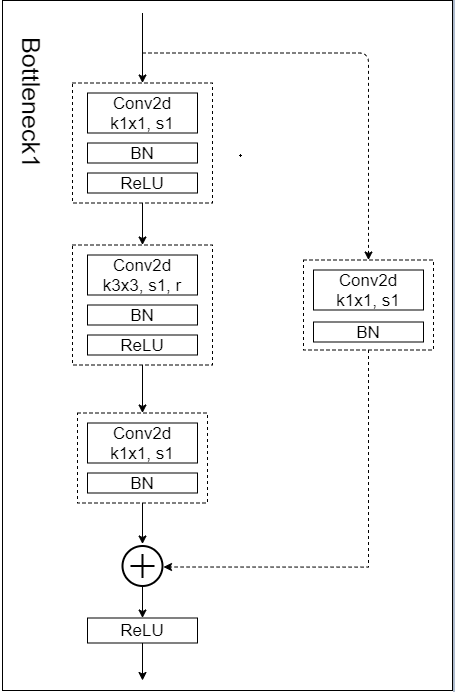 Bottleneck1
Conv2d
k1x1, s1
BN
ReLU
Conv2d
k3x3, s1, r
BN
ReLU
Conv2d
k1x1, s1
BN
Conv2d
k1x1, s1
BN
ReLU